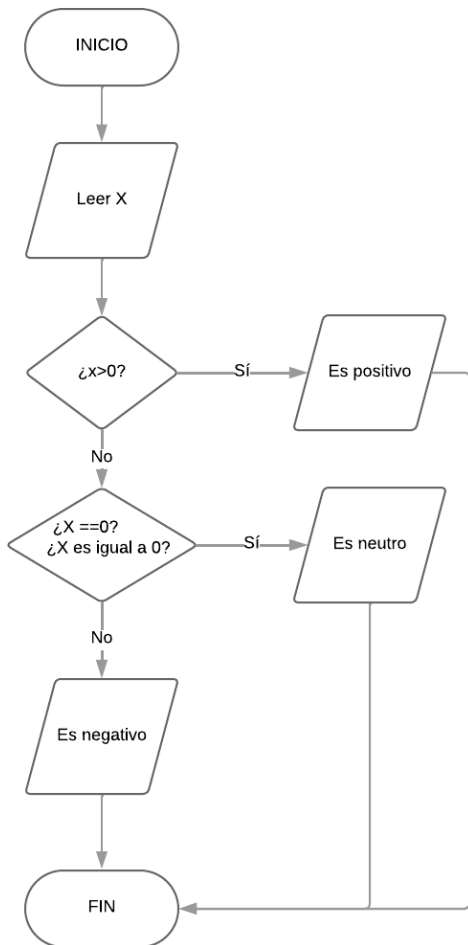 INICIO
Leer X
¿x>0?
Sí
Es positivo
No
¿X ==0?
¿X es igual a 0?
Sí
Es neutro
No
Es negativo
FIN